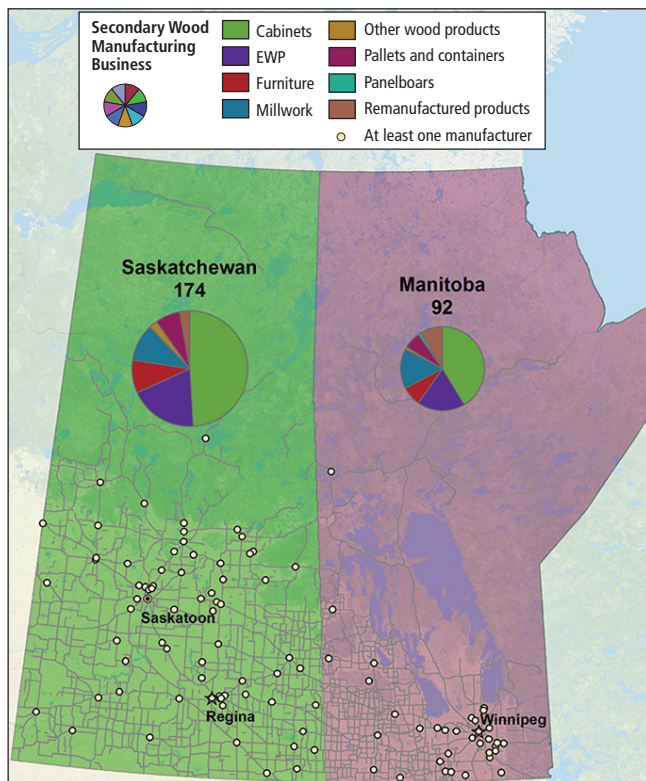 Secondary Wood
Manufacturing
Business
Cabinets
EWP
Furniture
Millwork
Other wood products
Pallets and containers
Panelboars
Remanufactured products
At least one manufacturer
Saskatchewan
174
Manitoba
92
Saskatoon
Regina
Winnipeg